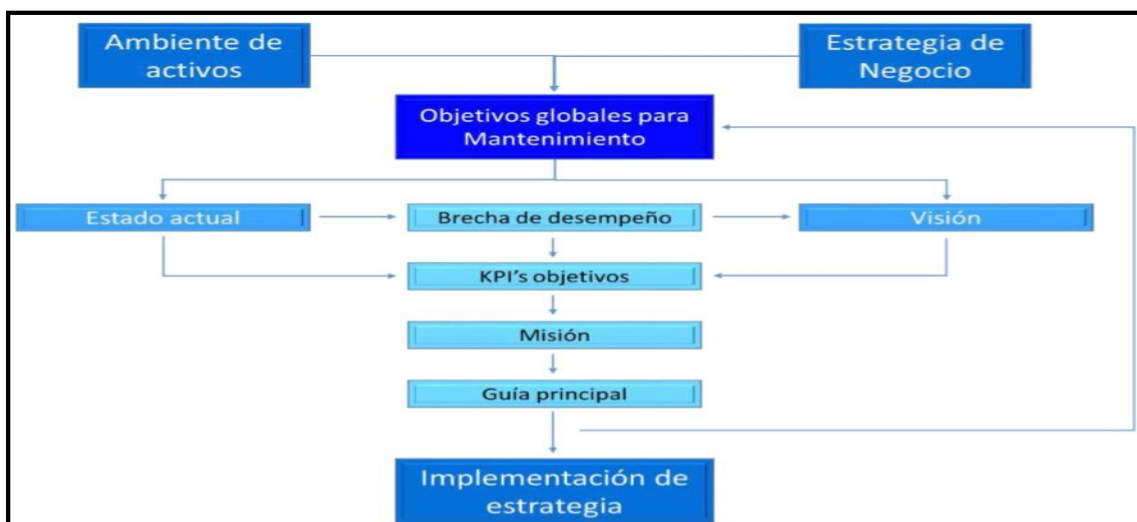 Ambiente de
activos
Estrategia de
Negocio
Objetivos globales para
Mantenimiento
Estado actual
Brecha de desempeño
Visión
KPI's objetivos
Misión
Guía principal
Implementación de
estrategia